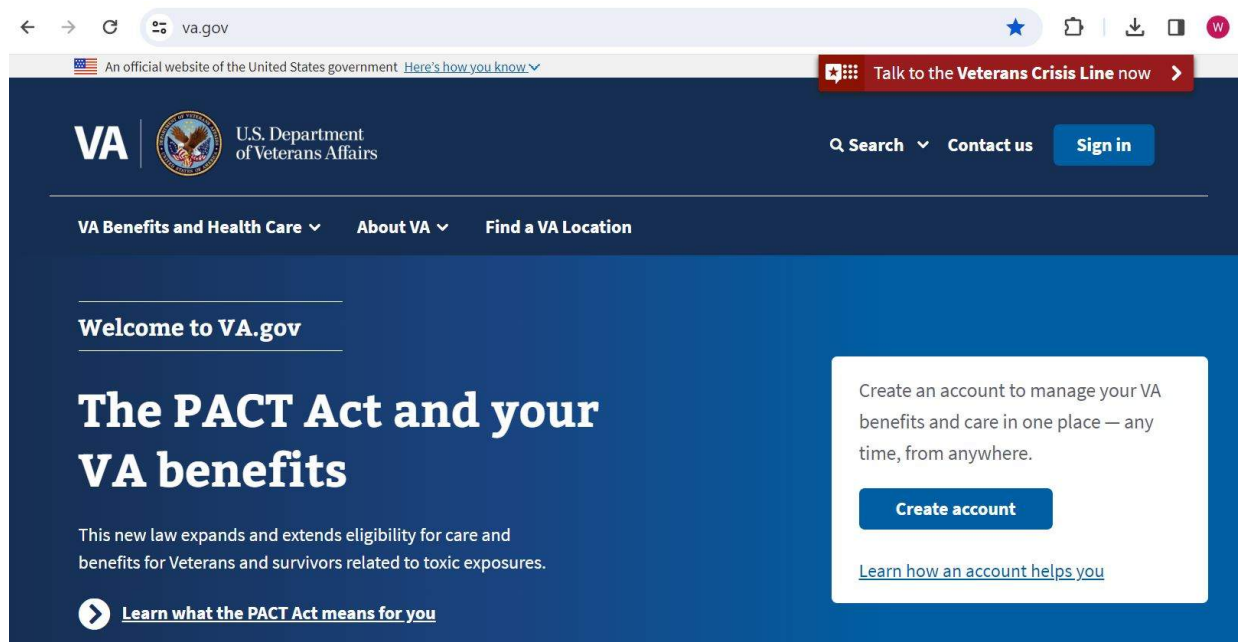 va.gov
W
An official website of the United States government Here's how you know
Talk to the Veterans Crisis Line now
VA
U.S. Department
of Veterans Affairs
Search
Contact us
Sign in
VA Benefits and Health Care
About VA
Find a VA Location
Welcome to VA.gov
The PACT Act and your
VA benefits
This new law expands and extends eligibility for care and
benefits for Veterans and survivors related to toxic exposures.
Learn what the PACT Act means for you
Create an account to manage your VA
benefits and care in one place — any
time, from anywhere.
Create account
Learn how an account helps you